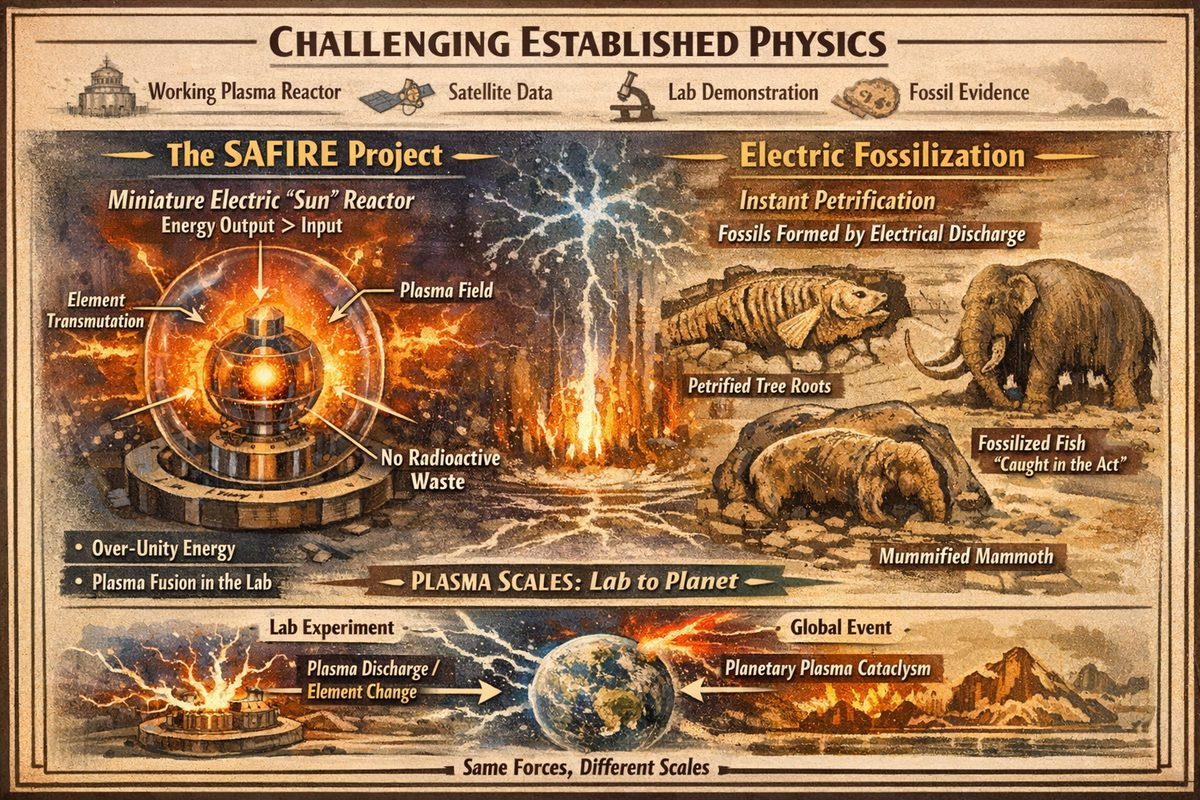 CHALLENGING ESTABLISHED PHYSICS
Working Plasma Reactor
Satellite Data
Lab Demonstration
Fossil Evidence
The SAFIRE Project
Miniature Electric "Sun" Reactor
Energy Output > Input
Element
Transmutation
Plasma Field
No Radioactive
Waste
• Over-Unity Energy
• Plasma Fusion in the Lab
Electric Fossilization
Instant Petrification
Fossils Formed by Electrical Discharge
Petrified Tree Roots
Fossilized Fish
"Caught in the Act"
Mummified Mammoth
PLASMA SCALES: Lab to Planet
Lab Experiment
Plasma Discharge /
Element Change
Global Event
Planetary Plasma Cataclysm
Same Forces, Different Scales